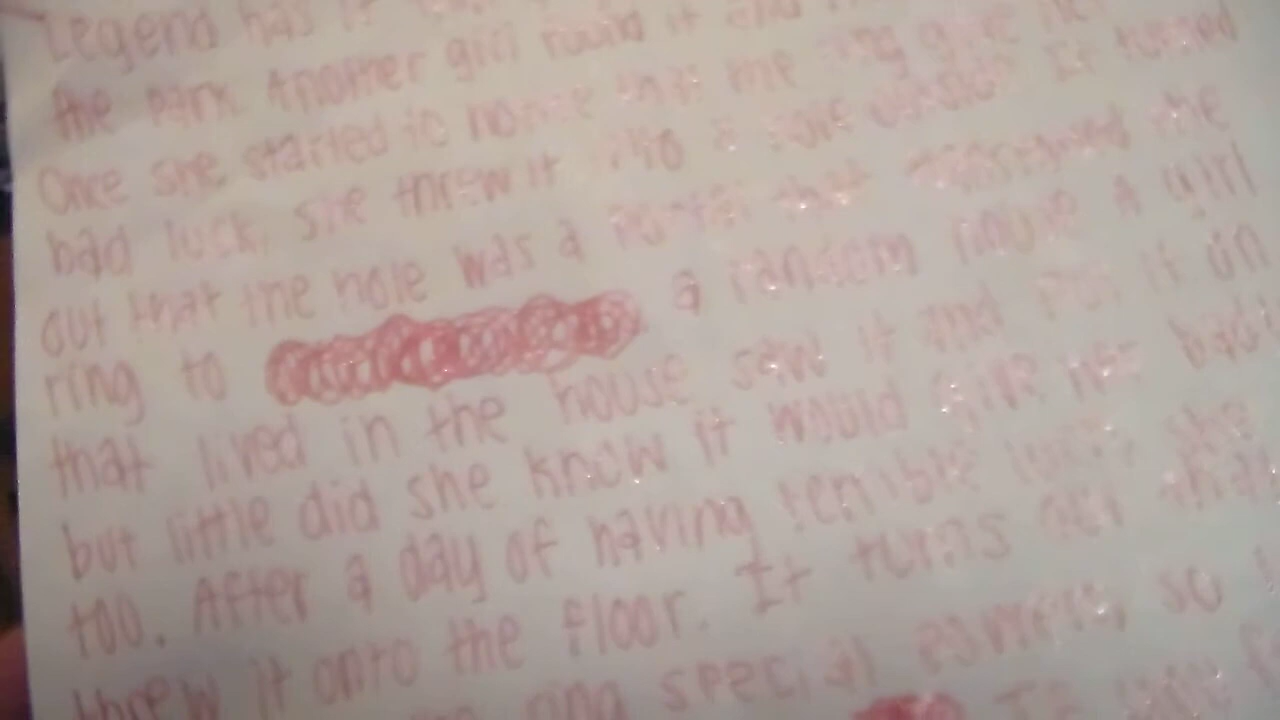 Legend has it
the park. Another girl found it and
Once she started to notice that the ring gave her
bad luck, she threw it into a
out that the hole was a portal that the
ring to a random house. A girl
that lived in the house saw it and put it on
but little did she know it would give her bad
too. After a day of having terrible luck, she
threw it onto the floor. It turns out that
ring special so
It